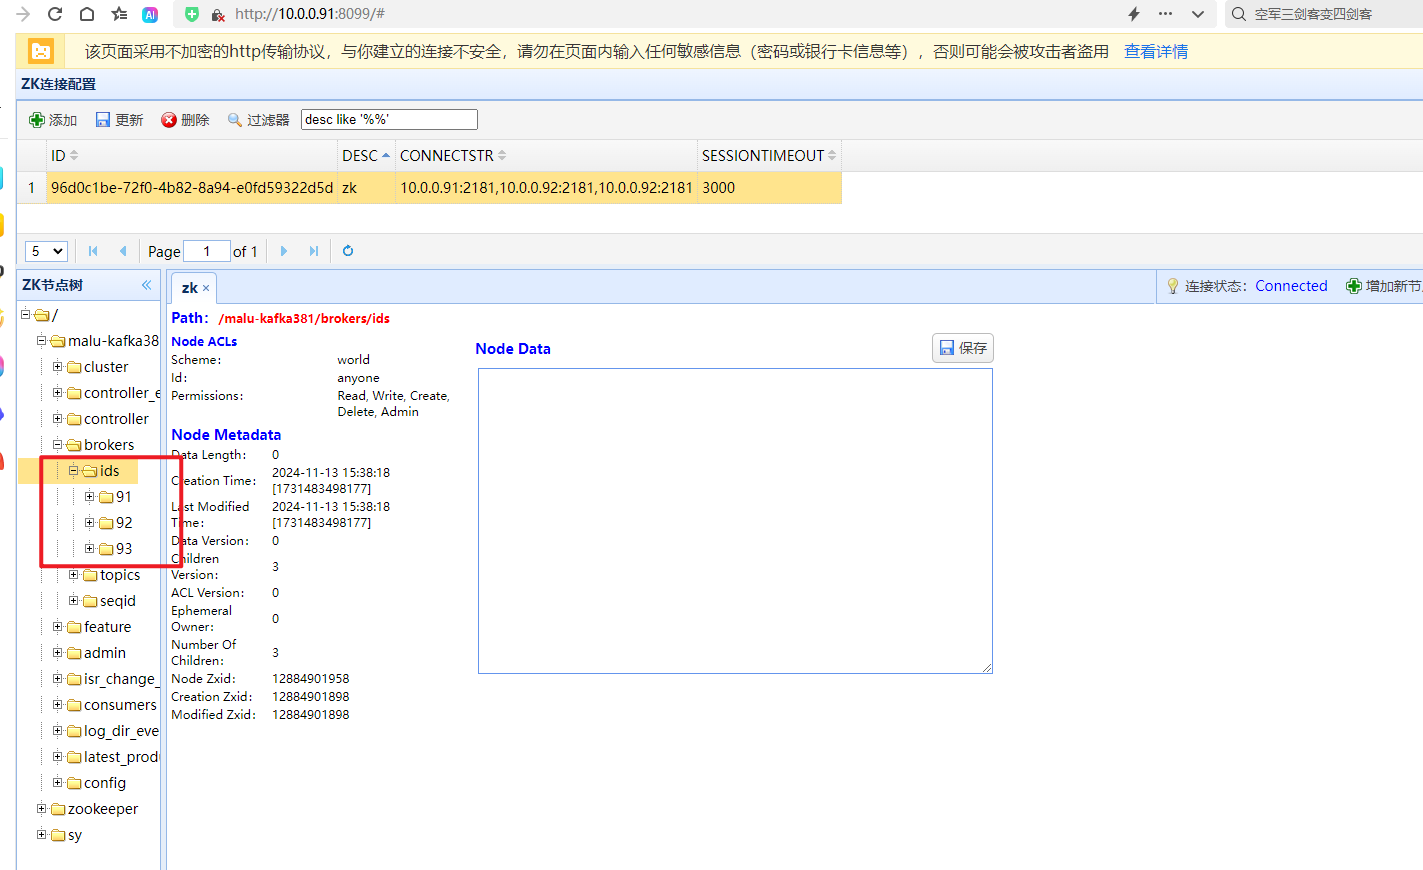 http://10.0.0.91:8099/#
空军三剑客变四剑客
该页面采用不加密的http传输协议，与你建立的连接不安全，请勿在页面内输入任何敏感信息（密码或银行卡信息等），否则可能会被攻击者盗用 查看详情
ZK连接配置
添加 更新 删除 过滤器 desc like '%%'
ID DESC CONNECTSTR SESSIONTIMEOUT
1 96d0c1be-72f0-4b82-8a94-e0fd59322d5d zk 10.0.0.91:2181,10.0.0.92:2181,10.0.0.92:2181 3000
5 Page 1 of 1
ZK节点树
/
malu-kafka38
cluster
controller_e
controller
brokers
ids
91
92
93
topics
seqid
feature
admin
isr_change_
consumers
log_dir_eve
latest_prod
config
zookeeper
sy
zk
连接状态： Connected 增加新节
Path： /malu-kafka381/brokers/ids
Node ACLs
Scheme： world
Id： anyone
Permissions： Read, Write, Create,
Delete, Admin
Node Metadata
Data Length： 0
Creation Time： 2024-11-13 15:38:18
[1731483498177]
Last Modified Time： 2024-11-13 15:38:18
[1731483498177]
Data Version： 0
Children Version： 3
ACL Version： 0
Ephemeral Owner： 0
Number Of Children： 3
Node Zxid： 12884901958
Creation Zxid： 12884901898
Modified Zxid： 12884901898
Node Data
保存
AI